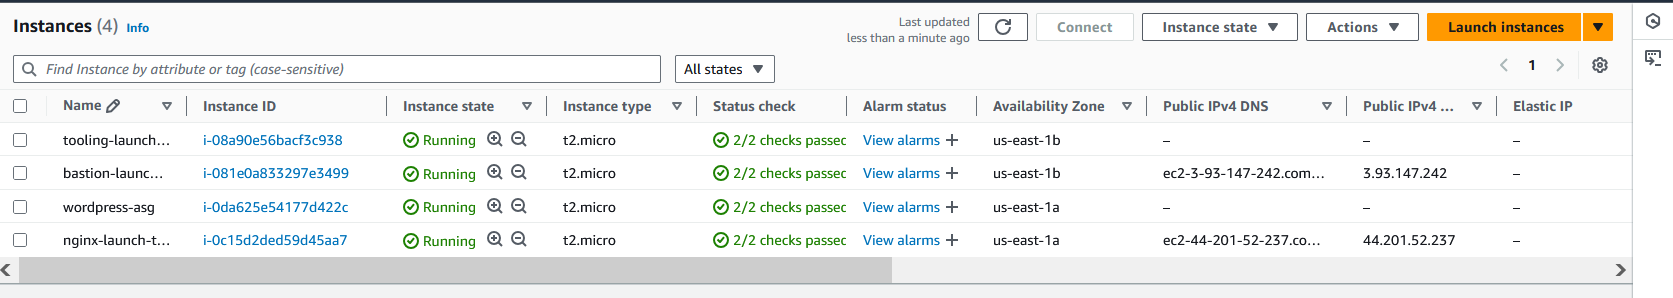 Instances (4) Info
Last updated
less than a minute ago
Connect
Instance state
Actions
Launch instances
Find Instance by attribute or tag (case-sensitive)
All states
1
Name Instance ID Instance state Instance type Status check Alarm status Availability Zone Public IPv4 DNS Public IPv4 ... Elastic IP
tooling-launch... i-08a90e56bacf3c938 Running t2.micro 2/2 checks passed View alarms + us-east-1b – – –
bastion-launc... i-081e0a833297e3499 Running t2.micro 2/2 checks passed View alarms + us-east-1b ec2-3-93-147-242.com... 3.93.147.242 –
wordpress-asg i-0da625e54177d422c Running t2.micro 2/2 checks passed View alarms + us-east-1a – – –
nginx-launch-t... i-0c15d2ded59d45aa7 Running t2.micro 2/2 checks passed View alarms + us-east-1a ec2-44-201-52-237.co... 44.201.52.237 –